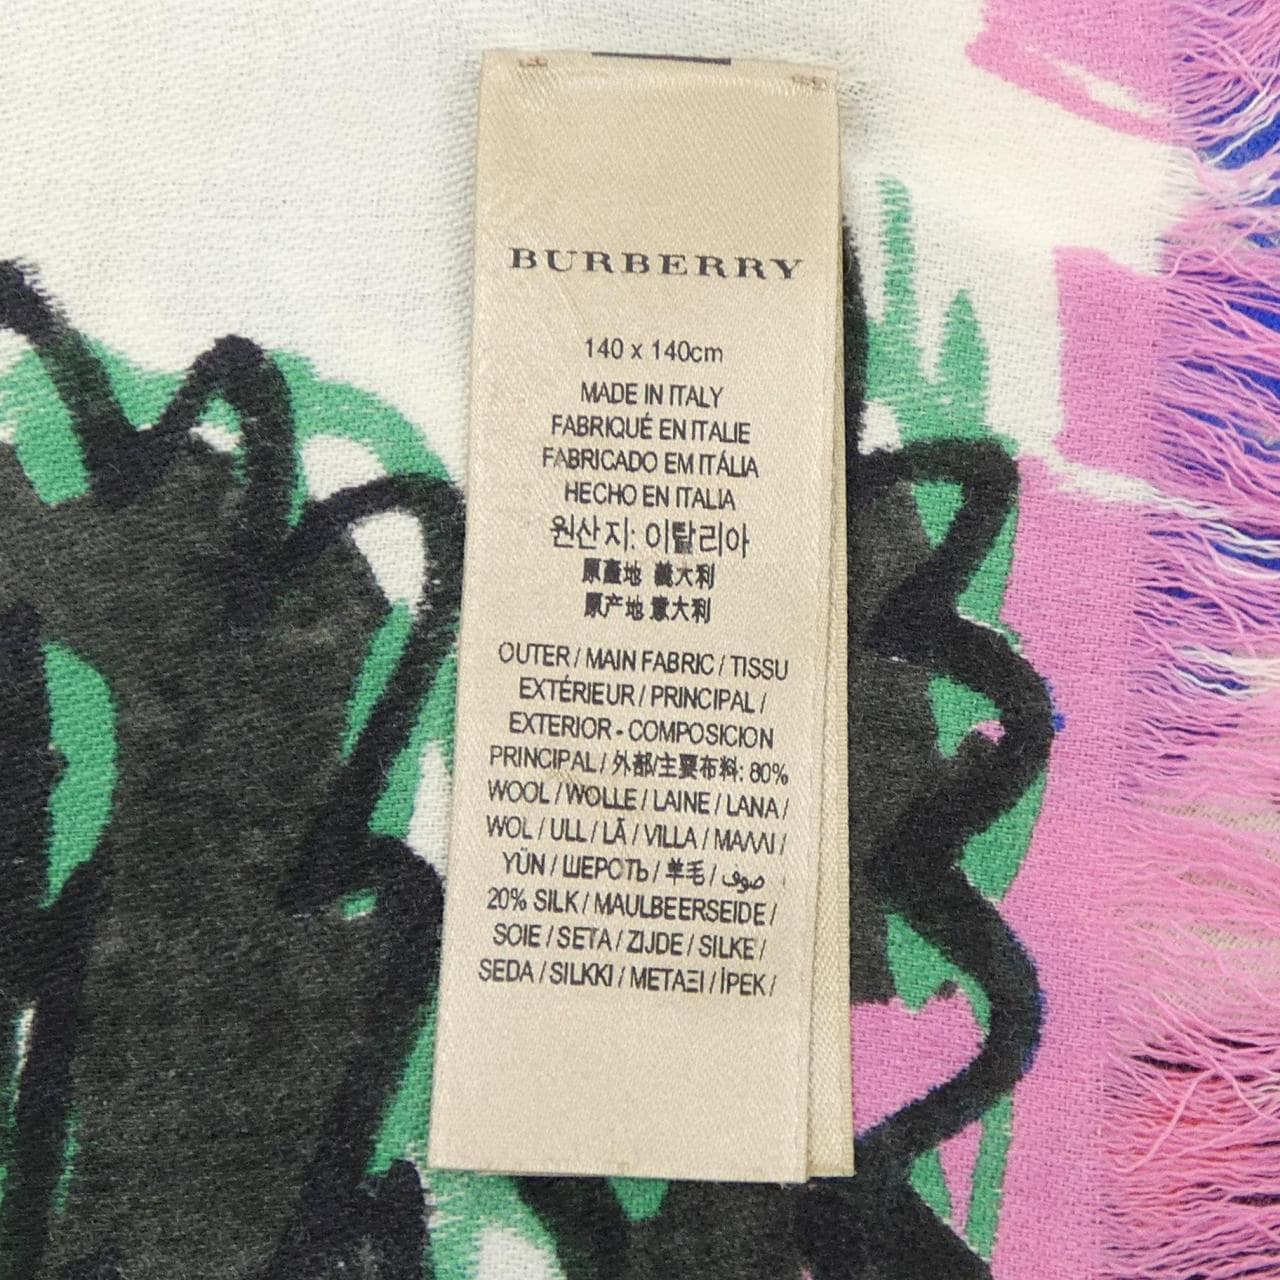 BURBERRY
140 x 140cm
MADE IN ITALY
FABRIQUÉ EN ITALIE
FABRICADO EM ITÁLIA
HECHO EN ITALIA
원산지: 이탈리아
原產地 義大利
原产地 意大利
OUTER / MAIN FABRIC / TISSU
EXTÉRIEUR / PRINCIPAL /
EXTERIOR - COMPOSICION
PRINCIPAL / 外部/主要布料: 80%
WOOL / WOLLE / LAINE / LANA /
WOL / ULL / LÃ / VILLA / ΜΑΛΛΙ /
YÜN / ШЕРОТЬ / 羊毛 / صوف
20% SILK / MAULBEERSEIDE /
SOIE / SETA / ZIJDE / SILKE /
SEDA / SILKKI / ΜΕΤΑΞΙ / İPEK /